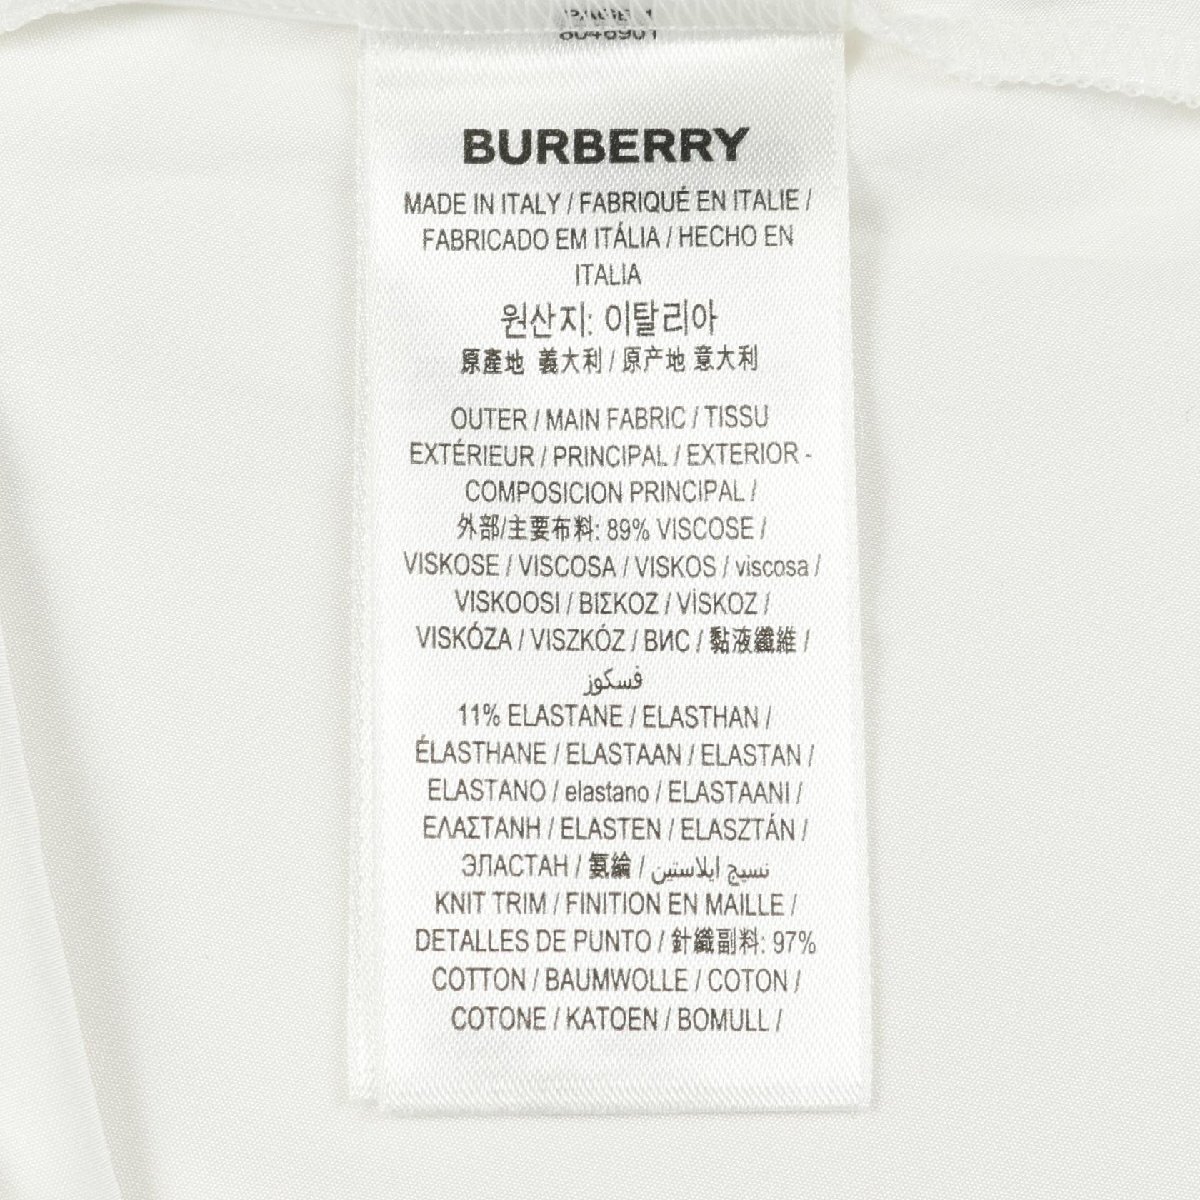 8046901
BURBERRY
MADE IN ITALY / FABRIQUÉ EN ITALIE /
FABRICADO EM ITÁLIA / HECHO EN
ITALIA
원산지: 이탈리아
原產地 義大利 / 原产地 意大利
OUTER / MAIN FABRIC / TISSU
EXTÉRIEUR / PRINCIPAL / EXTERIOR -
COMPOSICION PRINCIPAL /
外部/主要布料: 89% VISCOSE /
VISKOSE / VISCOSA / VISKOS / viscosa /
VISKOOSI / ΒΙΣΚΟΖ / VİSKOZ /
VISKÓZA / VISZKÓZ / ВИС / 黏液纖維 /
فسكوز
11% ELASTANE / ELASTHAN /
ÉLASTHANE / ELASTAAN / ELASTAN /
ELASTANO / elastano / ELASTAANI /
ΕΛΑΣΤΑΝΗ / ELASTEN / ELASZTÁN /
ЭЛАСТАН / 氨綸 / نسيج ايلاستين
KNIT TRIM / FINITION EN MAILLE /
DETALLES DE PUNTO / 針織副料: 97%
COTTON / BAUMWOLLE / COTON /
COTONE / KATOEN / BOMULL /